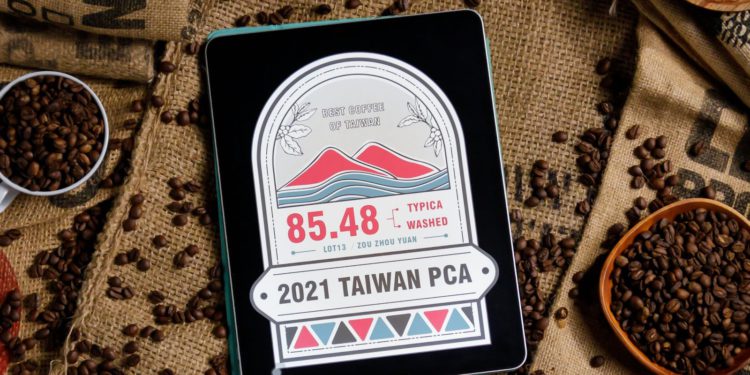 BEST COFFEE
OF TAIWAN
85.48
TYPICA
WASHED
LOT13 / ZOU ZHOU YUAN
2021 TAIWAN PCA